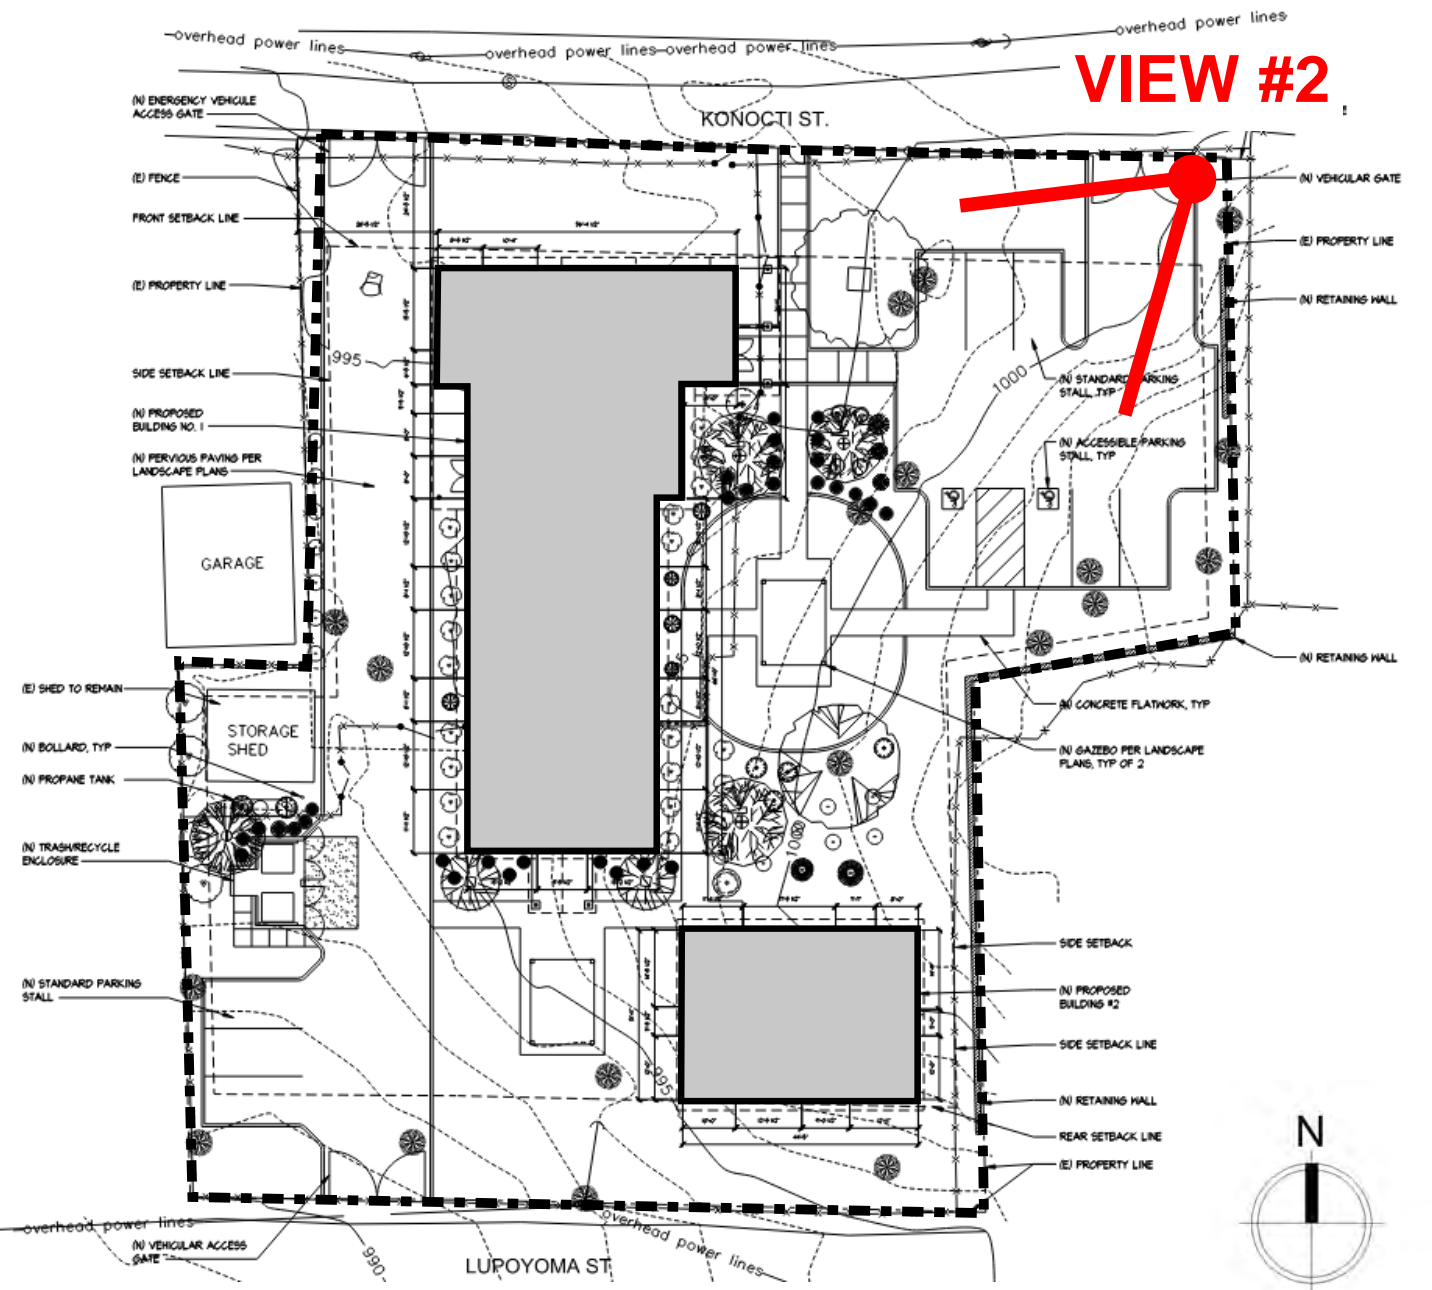 overhead power lines
overhead power lines
overhead power lines
overhead power lines
VIEW #2
KONOCTI ST.
(N) ENERGENCY VEHICULE
ACCESS GATE
(E) FENCE
FRONT SETBACK LINE
(E) PROPERTY LINE
995
SIDE SETBACK LINE
(N) PROPOSED
BUILDING NO. 1
(N) PERVIOUS PAVING PER
LANDSCAPE PLANS
GARAGE
(E) SHED TO REMAIN
STORAGE
SHED
(N) BOLLARD, TYP
(N) PROPANE TANK
(N) TRASH/RECYCLE
ENCLOSURE
(N) STANDARD PARKING
STALL
(N) VEHICULAR GATE
(E) PROPERTY LINE
(N) RETAINING WALL
1000
(N) STANDARD PARKING
STALL, TYP
(N) ACCESSIBLE PARKING
STALL, TYP
(N) RETAINING WALL
(N) CONCRETE FLATWORK, TYP
(N) GAZEBO PER LANDSCAPE
PLANS, TYP OF 2
1000
SIDE SETBACK
(N) PROPOSED
BUILDING #2
SIDE SETBACK LINE
995
(N) RETAINING WALL
REAR SETBACK LINE
(E) PROPERTY LINE
N
overhead power lines
(N) VEHICULAR ACCESS
GATE
990
LUPOYOMA ST
overhead power lines